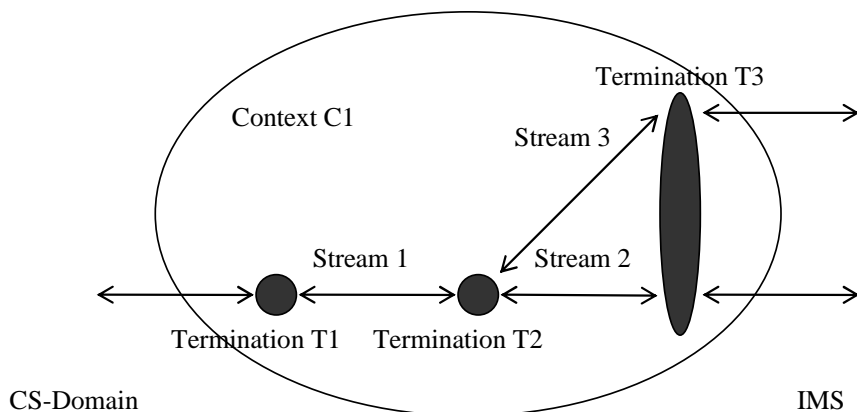 Termination T3
Context C1
Stream 3
Stream 1
Stream 2
Termination T1
Termination T2
CS-Domain
IMS